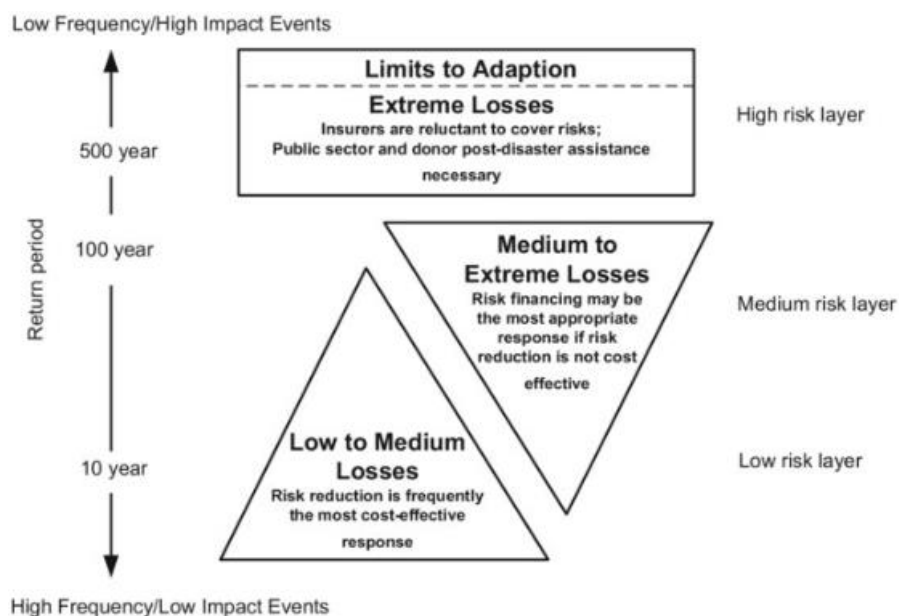 Low Frequency/High Impact Events
Limits to Adaption
Extreme Losses
Insurers are reluctant to cover risks;
Public sector and donor post-disaster assistance
necessary
High risk layer
500 year
Return period
100 year
Medium to
Extreme Losses
Risk financing may be
the most appropriate
response if risk
reduction is not cost
effective
Medium risk layer
10 year
Low to Medium
Losses
Risk reduction is frequently
the most cost-effective
response
Low risk layer
High Frequency/Low Impact Events